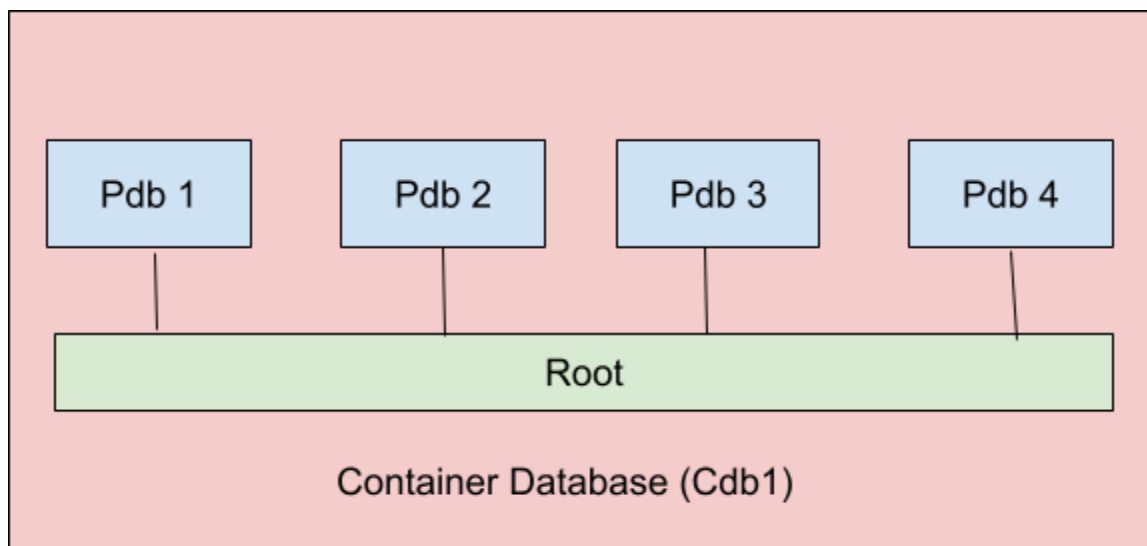 Pdb 1
Pdb 2
Pdb 3
Pdb 4
Root
Container Database (Cdb1)